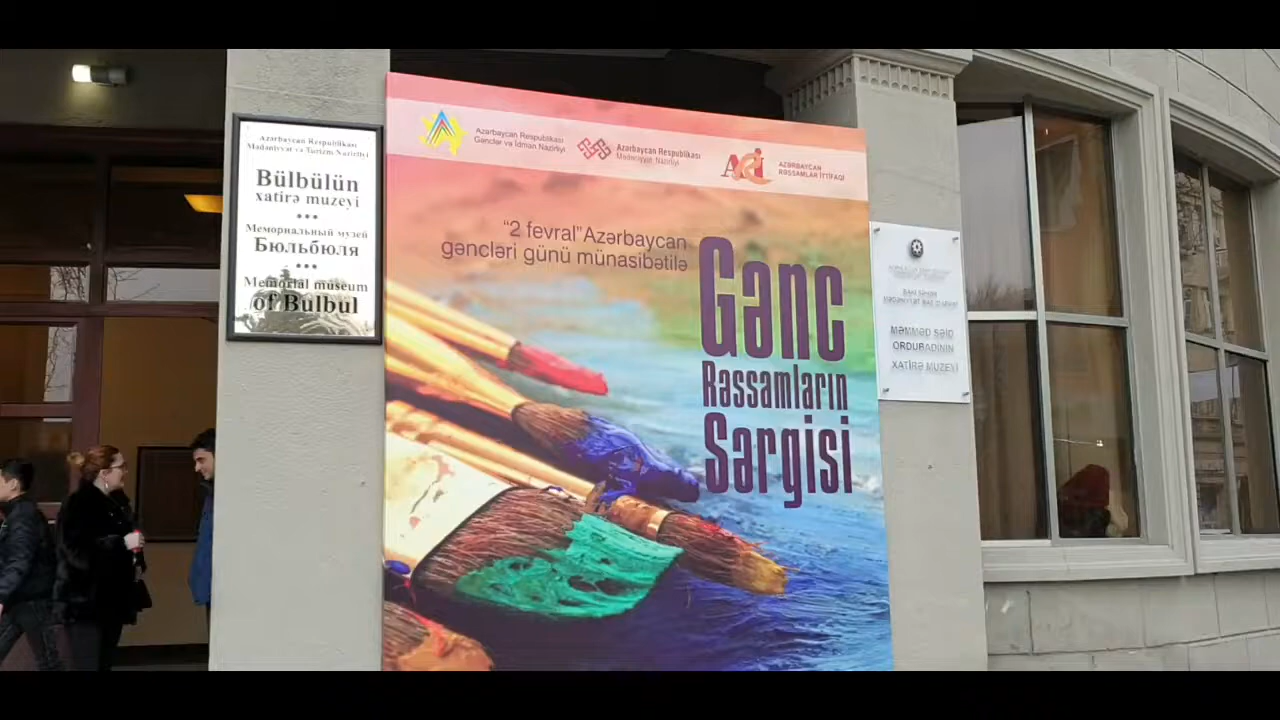 Azərbaycan Respublikası
Mədəniyyət və Turizm Nazirliyi
Bülbülün
xatirə muzeyi
Мемориальный музей
Бюльбюля
Memorial museum
of Bulbul
Azərbaycan Respublikası
Gənclər və İdman Nazirliyi
Azərbaycan Respublikası
Mədəniyyət Nazirliyi
AZƏRBAYCAN
RƏSSAMLAR İTTİFAQI
“2 fevral”Azərbaycan
gəncləri günü münasibətilə
Gənc
Rəssamların
Sərgisi
MƏMMƏD SƏİD
ORDUBADİNİN
XATİRƏ MUZEYİ